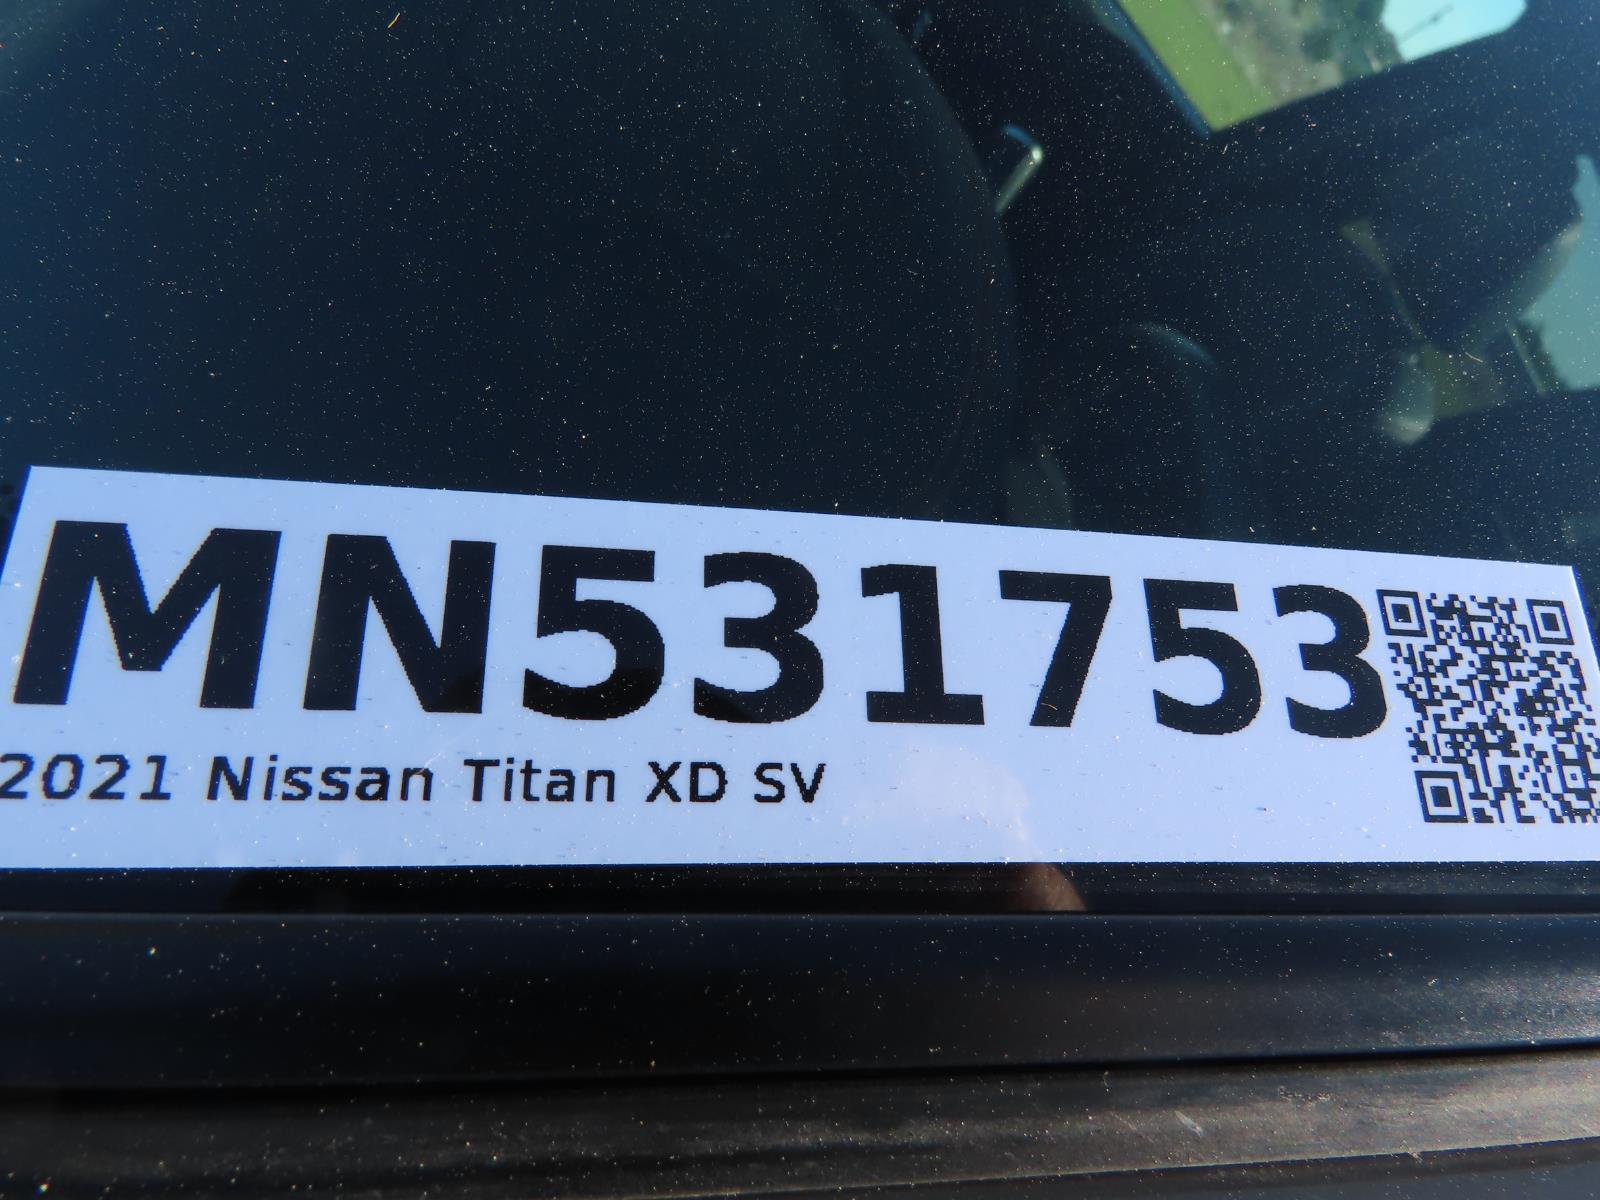 MN531753
2021 Nissan Titan XD SV